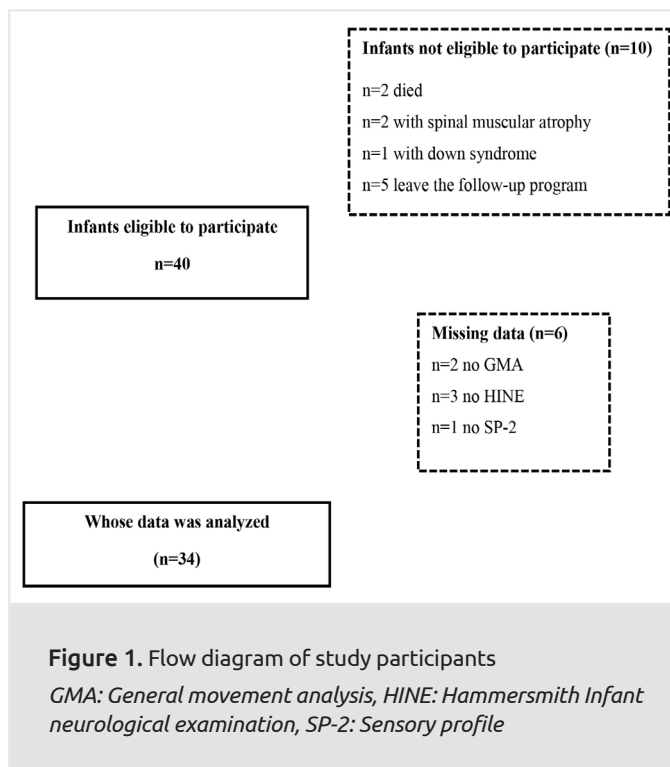 Infants not eligible to participate (n=10)
n=2 died
n=2 with spinal muscular atrophy
n=1 with down syndrome
n=5 leave the follow-up program
Infants eligible to participate
n=40
Missing data (n=6)
n=2 no GMA
n=3 no HINE
n=1 no SP-2
Whose data was analyzed
(n=34)
Figure 1. Flow diagram of study participants
GMA: General movement analysis, HINE: Hammersmith Infant
neurological examination, SP-2: Sensory profile